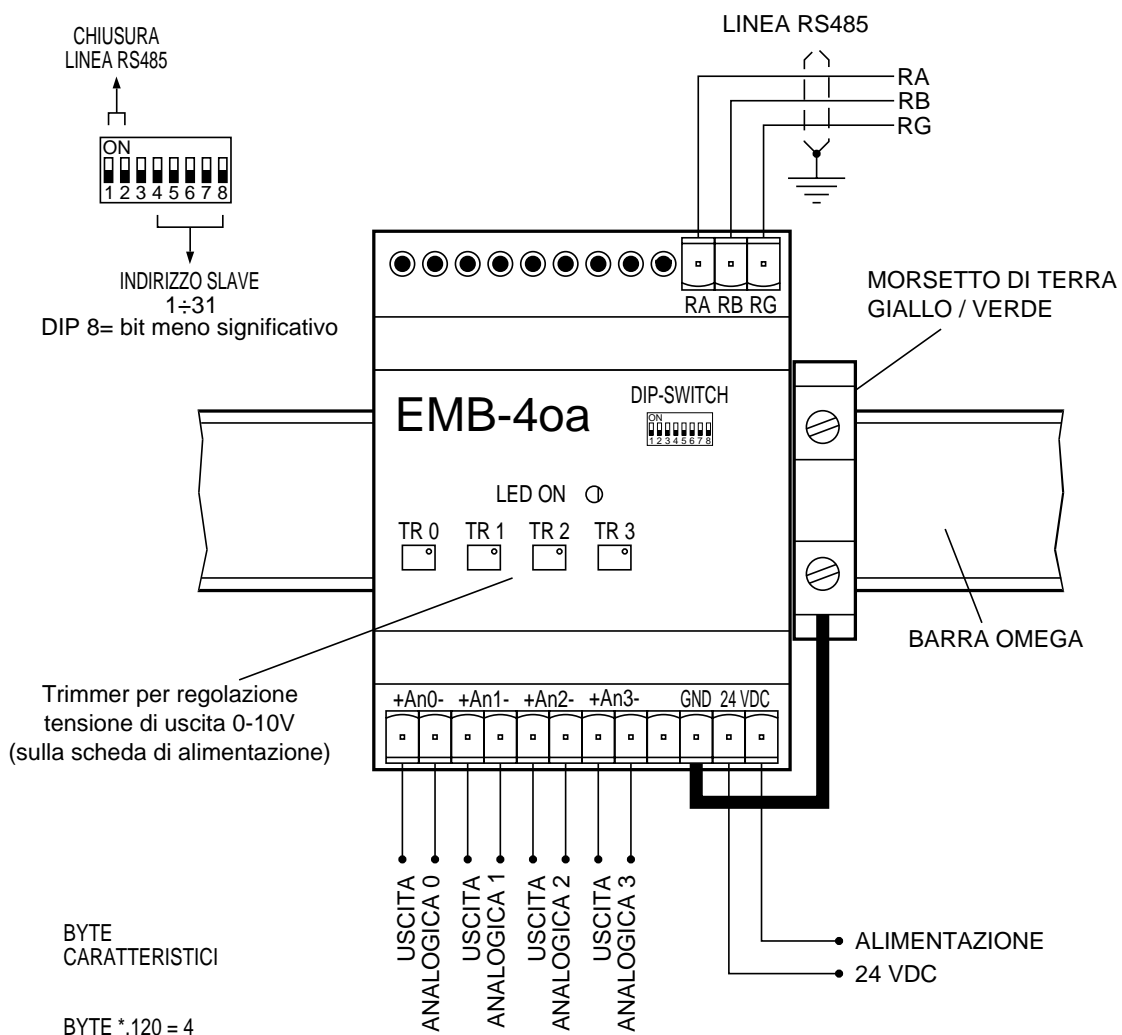 CHIUSURA
LINEA RS485
ON
1 2 3 4 5 6 7 8
INDIRIZZO SLAVE
1÷31
DIP 8= bit meno significativo
LINEA RS485
RA
RB
RG
RA RB RG
MORSETTO DI TERRA
GIALLO / VERDE
EMB-4oa
DIP-SWITCH
ON
1 2 3 4 5 6 7 8
LED ON
TR 0 TR 1 TR 2 TR 3
BARRA OMEGA
Trimmer per regolazione
tensione di uscita 0-10V
(sulla scheda di alimentazione)
+An0- +An1- +An2- +An3- GND 24 VDC
USCITA
ANALOGICA 0
USCITA
ANALOGICA 1
USCITA
ANALOGICA 2
USCITA
ANALOGICA 3
ALIMENTAZIONE
24 VDC
BYTE
CARATTERISTICI
BYTE *.120 = 4